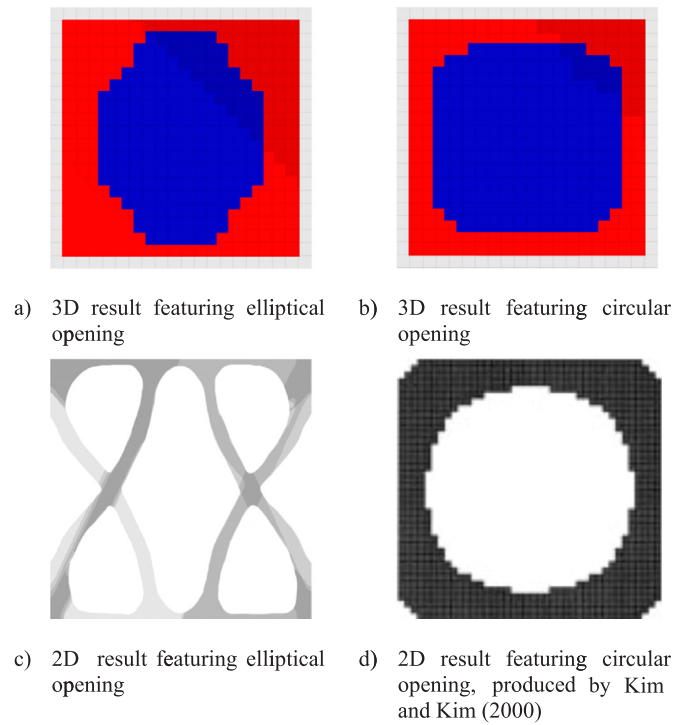 a) 3D result featuring elliptical
opening
b) 3D result featuring circular
opening
c) 2D result featuring elliptical
opening
d) 2D result featuring circular
opening, produced by Kim
and Kim (2000)